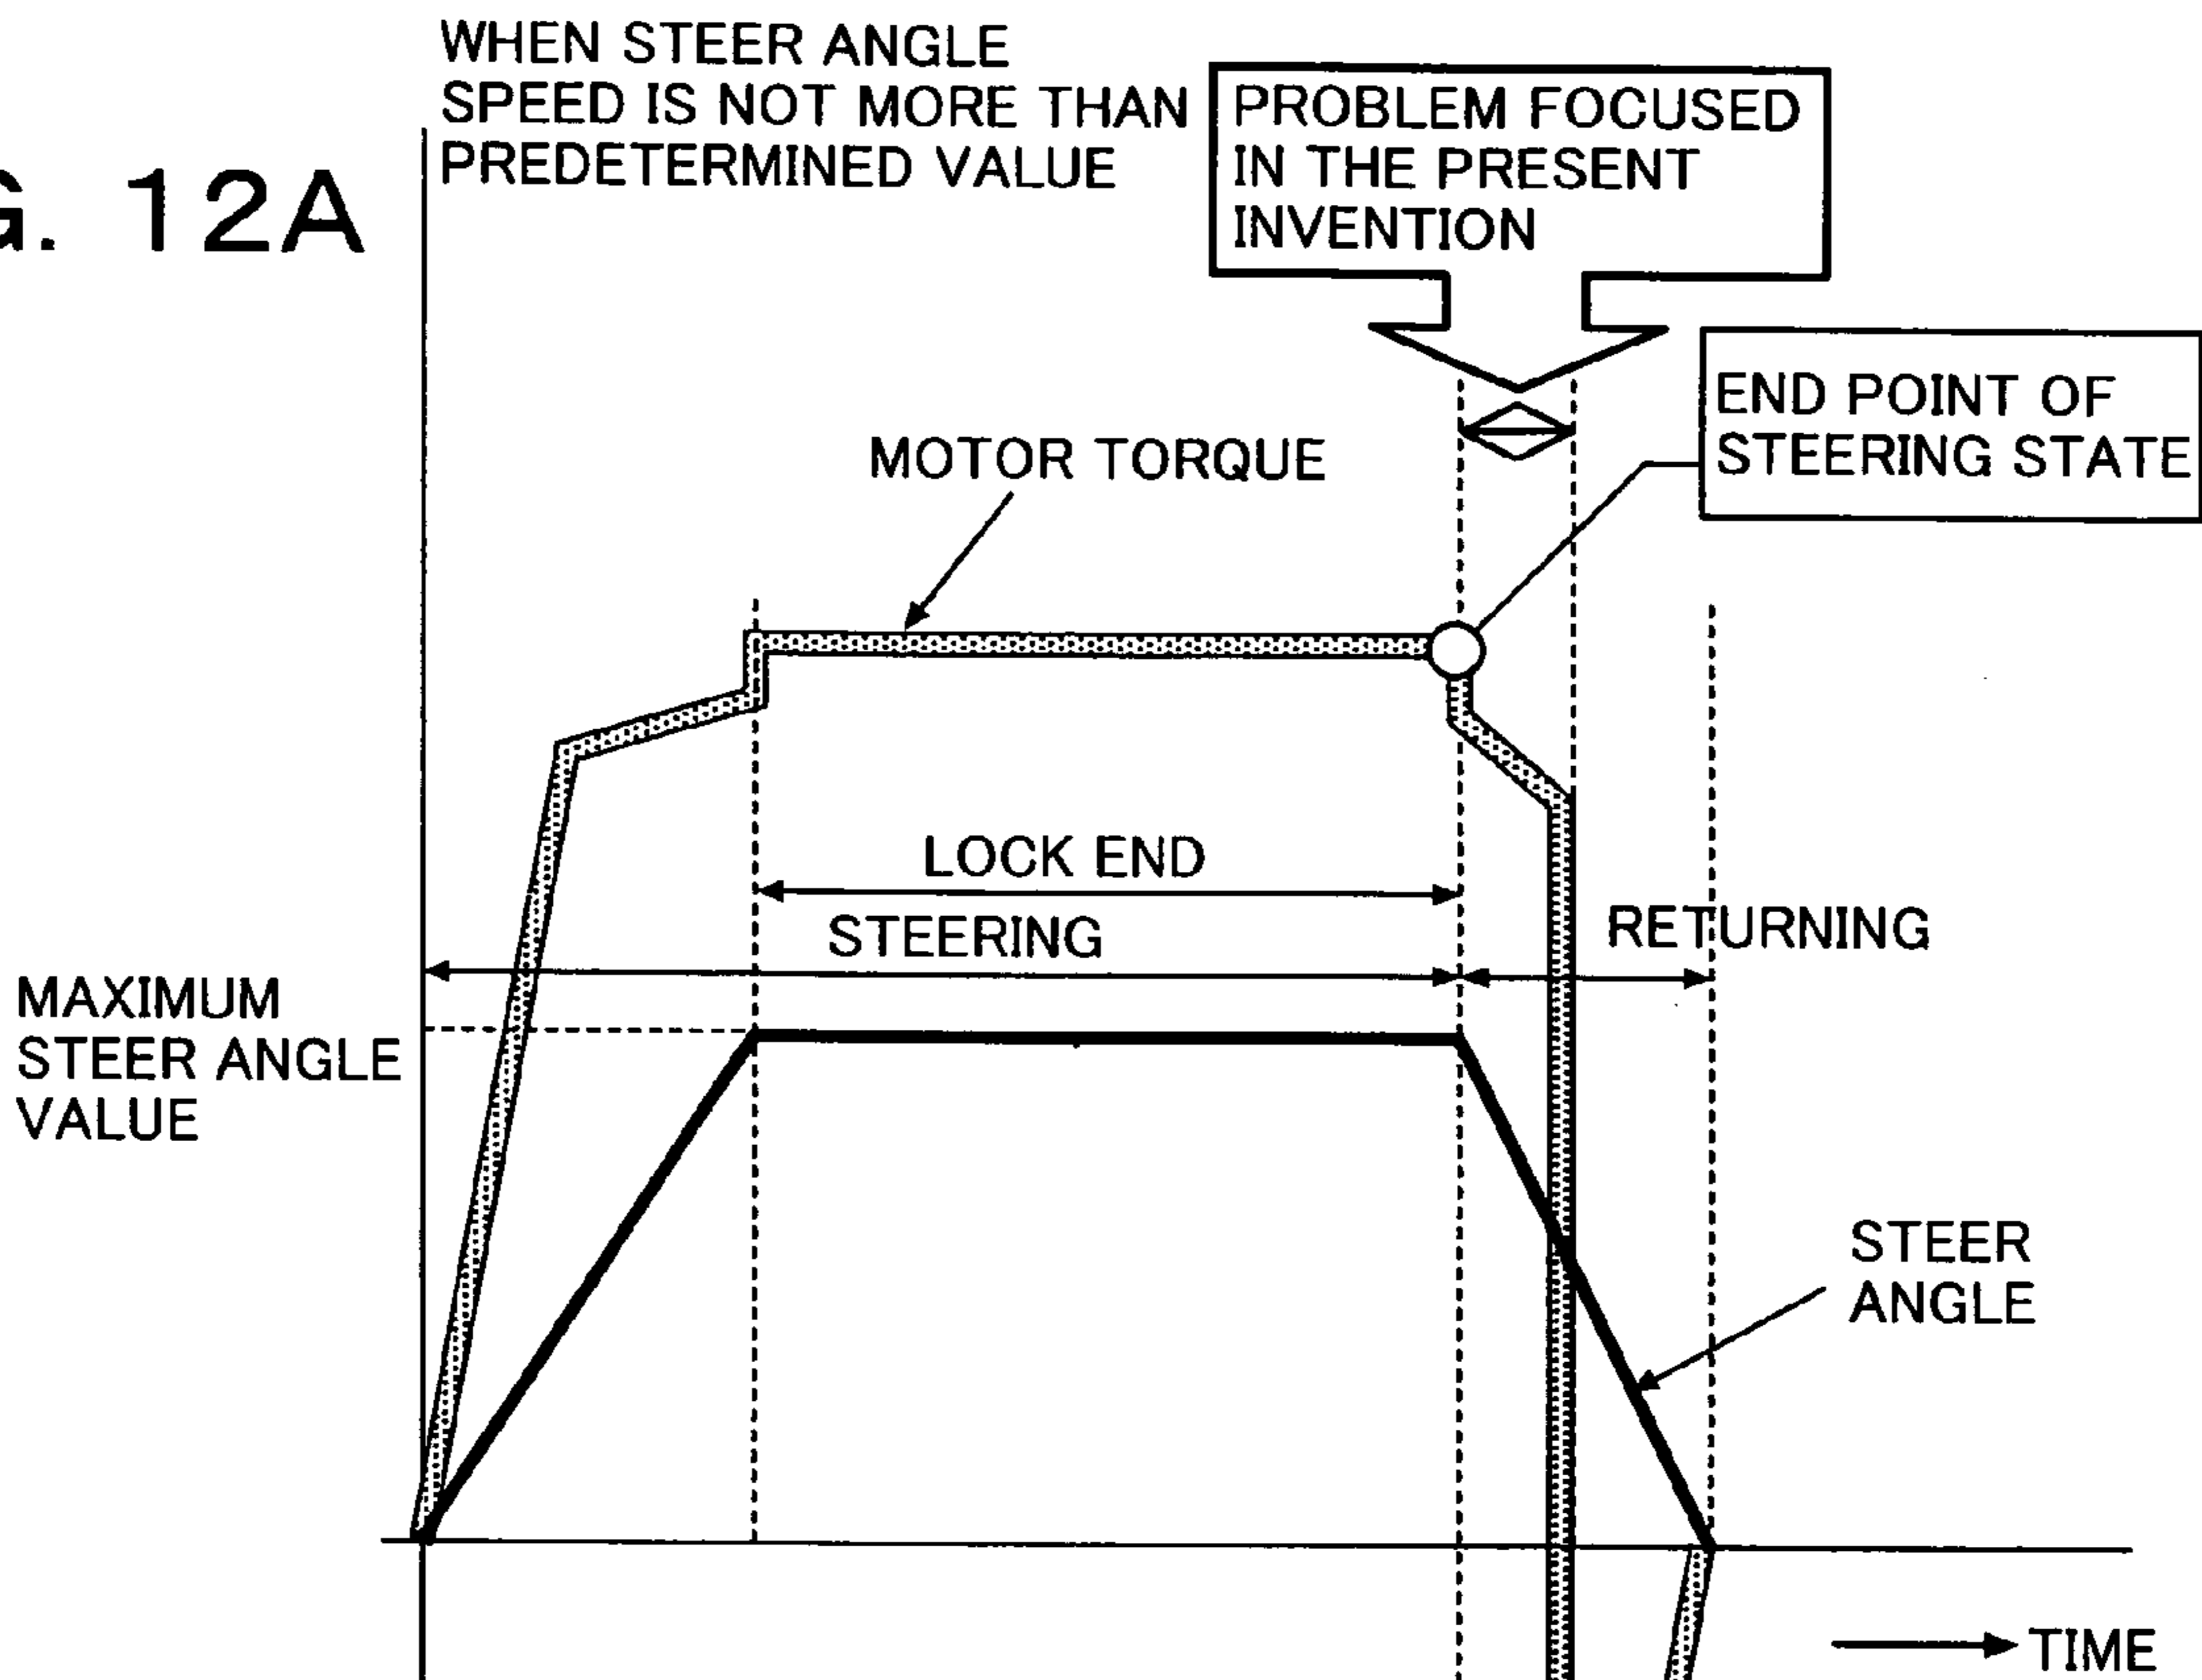 WHEN STEER ANGLE
SPEED IS NOT MORE THAN
PREDETERMINED VALUE
G. 12A
PROBLEM FOCUSED
IN THE PRESENT
INVENTION
END POINT OF
STEERING STATE
MOTOR TORQUE
LOCK END
STEERING
RETURNING
MAXIMUM
STEER ANGLE
VALUE
STEER
ANGLE
TIME